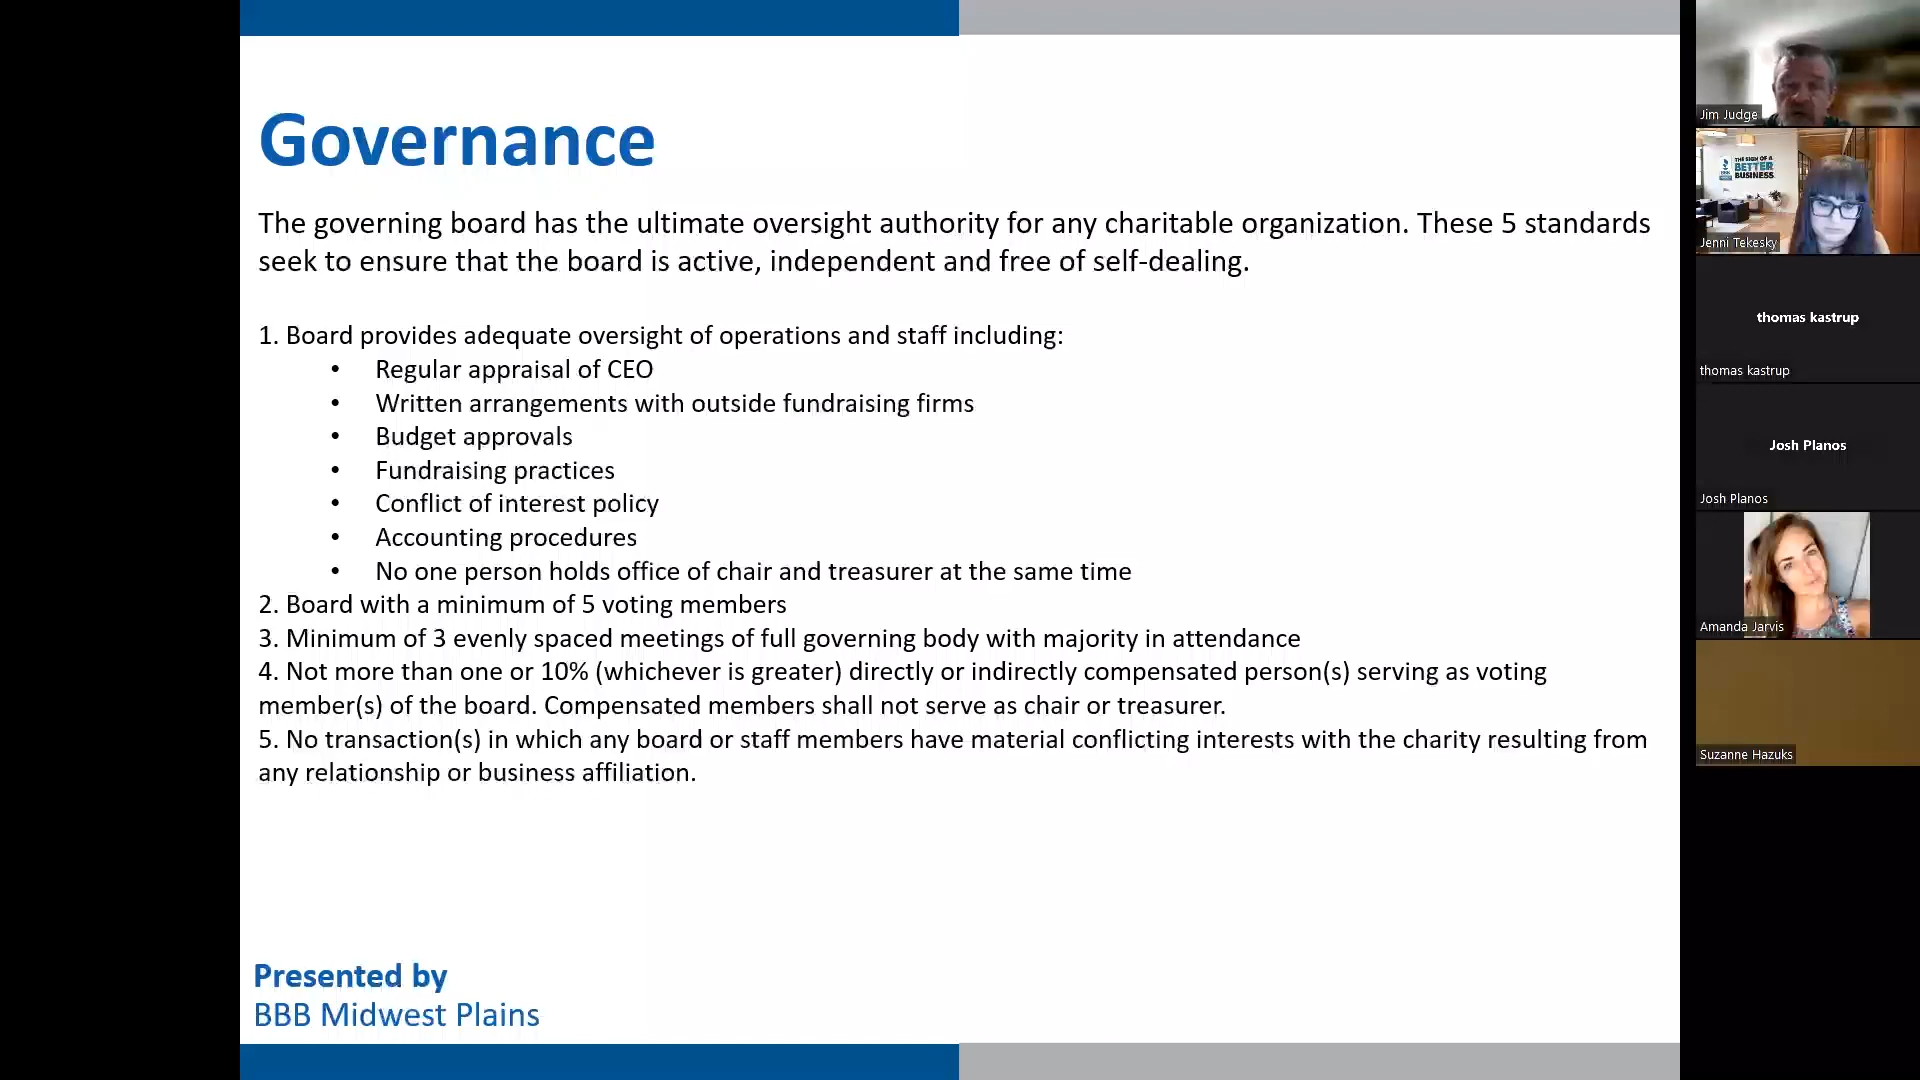 Governance
The governing board has the ultimate oversight authority for any charitable organization. These 5 standards
seek to ensure that the board is active, independent and free of self-dealing.
1. Board provides adequate oversight of operations and staff including:
• Regular appraisal of CEO
• Written arrangements with outside fundraising firms
• Budget approvals
• Fundraising practices
• Conflict of interest policy
• Accounting procedures
• No one person holds office of chair and treasurer at the same time
2. Board with a minimum of 5 voting members
3. Minimum of 3 evenly spaced meetings of full governing body with majority in attendance
4. Not more than one or 10% (whichever is greater) directly or indirectly compensated person(s) serving as voting
member(s) of the board. Compensated members shall not serve as chair or treasurer.
5. No transaction(s) in which any board or staff members have material conflicting interests with the charity resulting from
any relationship or business affiliation.
Presented by
BBB Midwest Plains
Jim Judge
THE SIGN OF A
BETTER
BUSINESS
BBB
Jenni Tekesky
thomas kastrup
thomas kastrup
Josh Planos
Josh Planos
Amanda Jarvis
Suzanne Hazuks